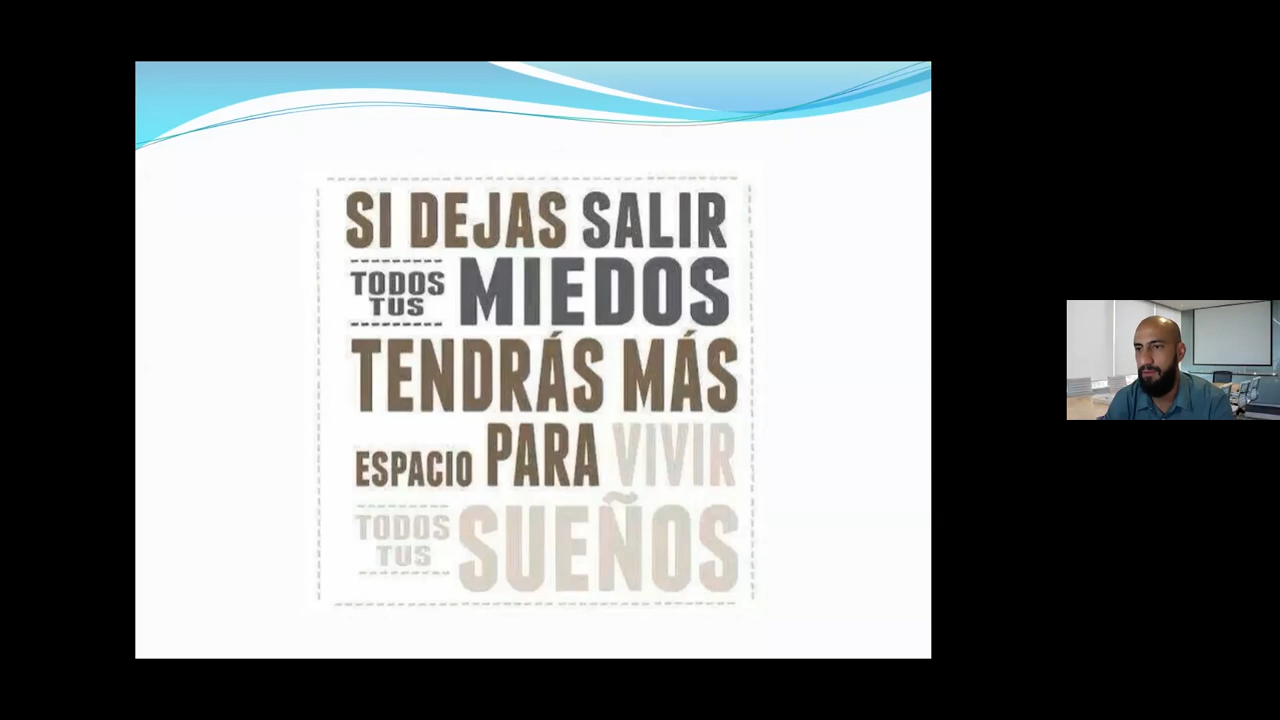 SI DEJAS SALIR
TODOS TUS MIEDOS
TENDRÁS MÁS
ESPACIO PARA VIVIR
TODOS TUS SUEÑOS